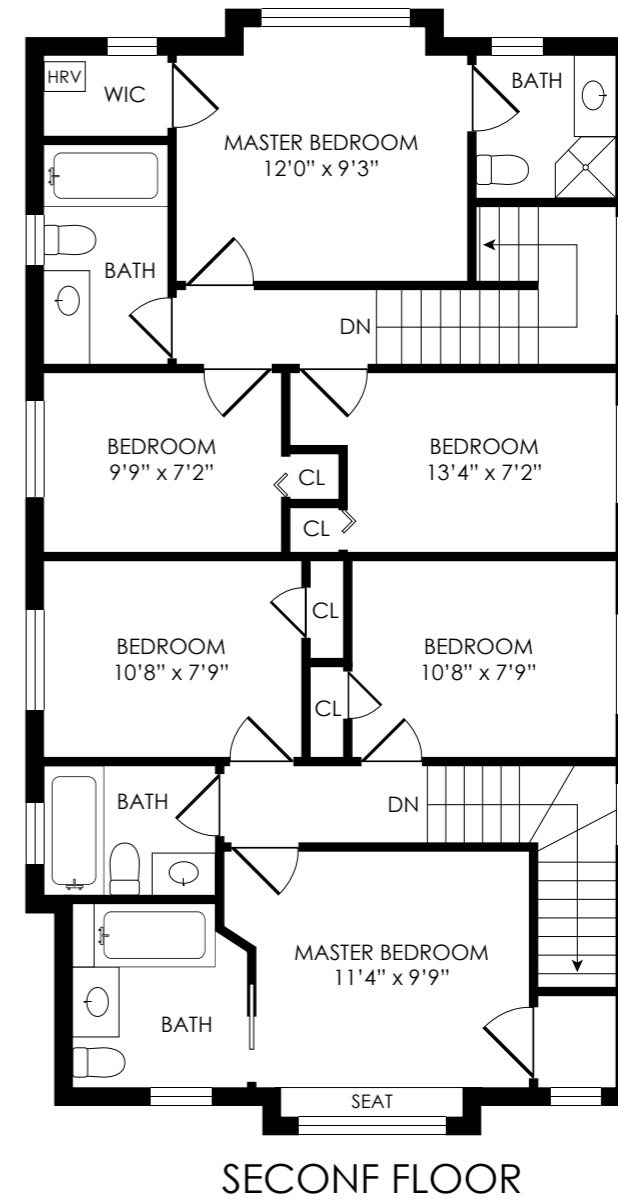 HRV
WIC
BATH
MASTER BEDROOM
12’0” x 9’3”
BATH
DN
BEDROOM
9’9” x 7’2”
BEDROOM
13’4” x 7’2”
CL
CL
CL
BEDROOM
10’8” x 7’9”
BEDROOM
10’8” x 7’9”
CL
BATH
DN
MASTER BEDROOM
11’4” x 9’9”
BATH
SEAT
SECONF FLOOR